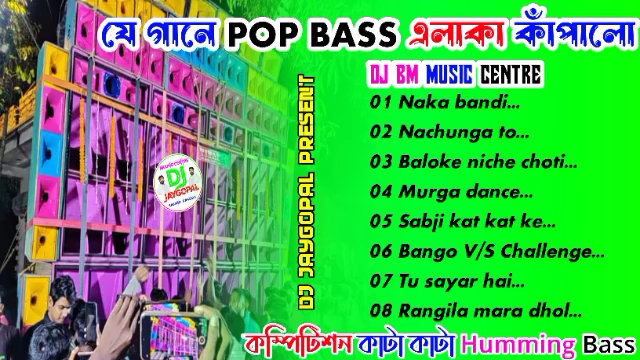 যে গানে POP BASS এলাকা কাঁপালো
DJ BM MUSIC CENTRE
01 Naka bandi...
02 Nachunga to...
03 Baloke niche choti...
04 Murga dance...
05 Sabji kat kat ke...
06 Bango V/S Challenge...
07 Tu sayar hai...
08 Rangila mara dhol...
DJ JAYGOPAL PRESENT
DJ
JAYGOPAL
কম্পিটিশন কাটা কাটা Humming Bass